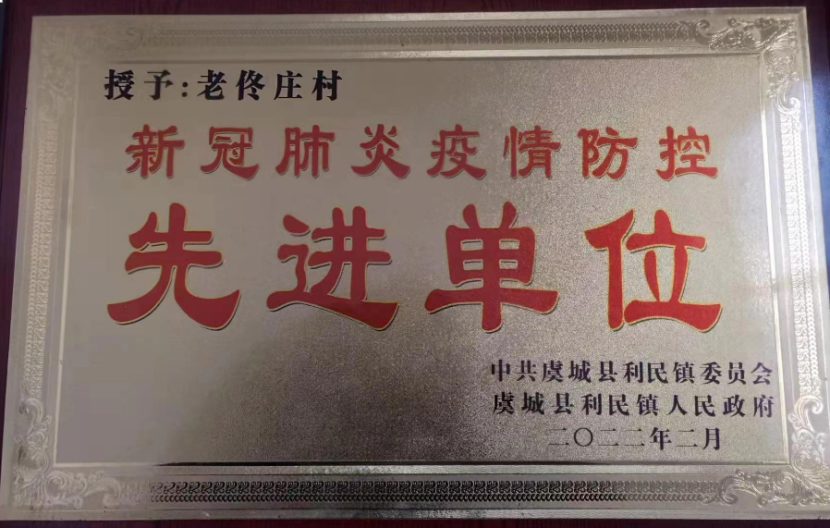 授予:老佟庄村
新冠肺炎疫情防控
先进单位
中共虞城县利民镇委员会
虞城县利民镇人民政府
二〇二二年二月